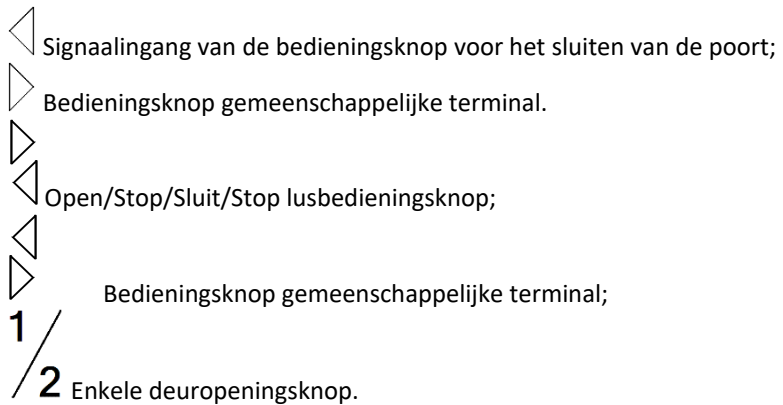 Signaalingang van de bedieningsknop voor het sluiten van de poort;
Bedieningsknop gemeenschappelijke terminal.
Open/Stop/Sluit/Stop lusbedieningsknop;
Bedieningsknop gemeenschappelijke terminal;
1/2 Enkele deuropeningsknop.